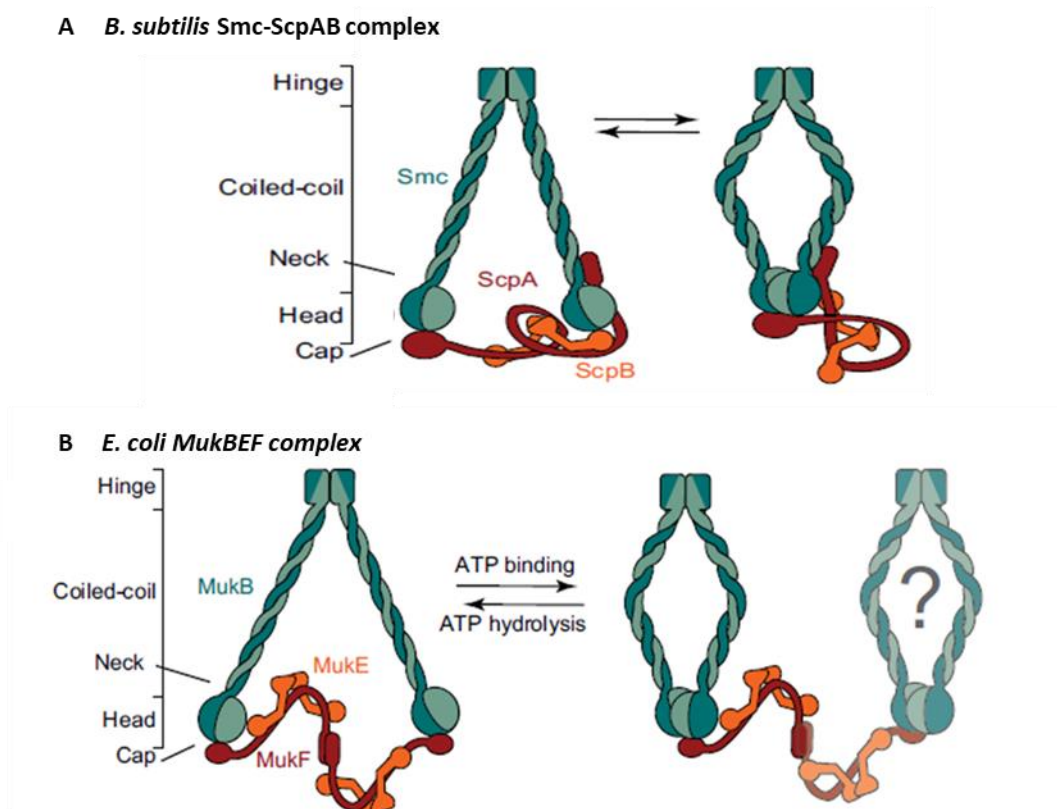 A B. subtilis Smc-ScpAB complex
Hinge
Coiled-coil
Smc
Neck
ScpA
Head
Cap
ScpB
B E. coli MukBEF complex
Hinge
ATP binding
Coiled-coil
MukB
ATP hydrolysis
?
Neck
MukE
Head
Cap
MukF